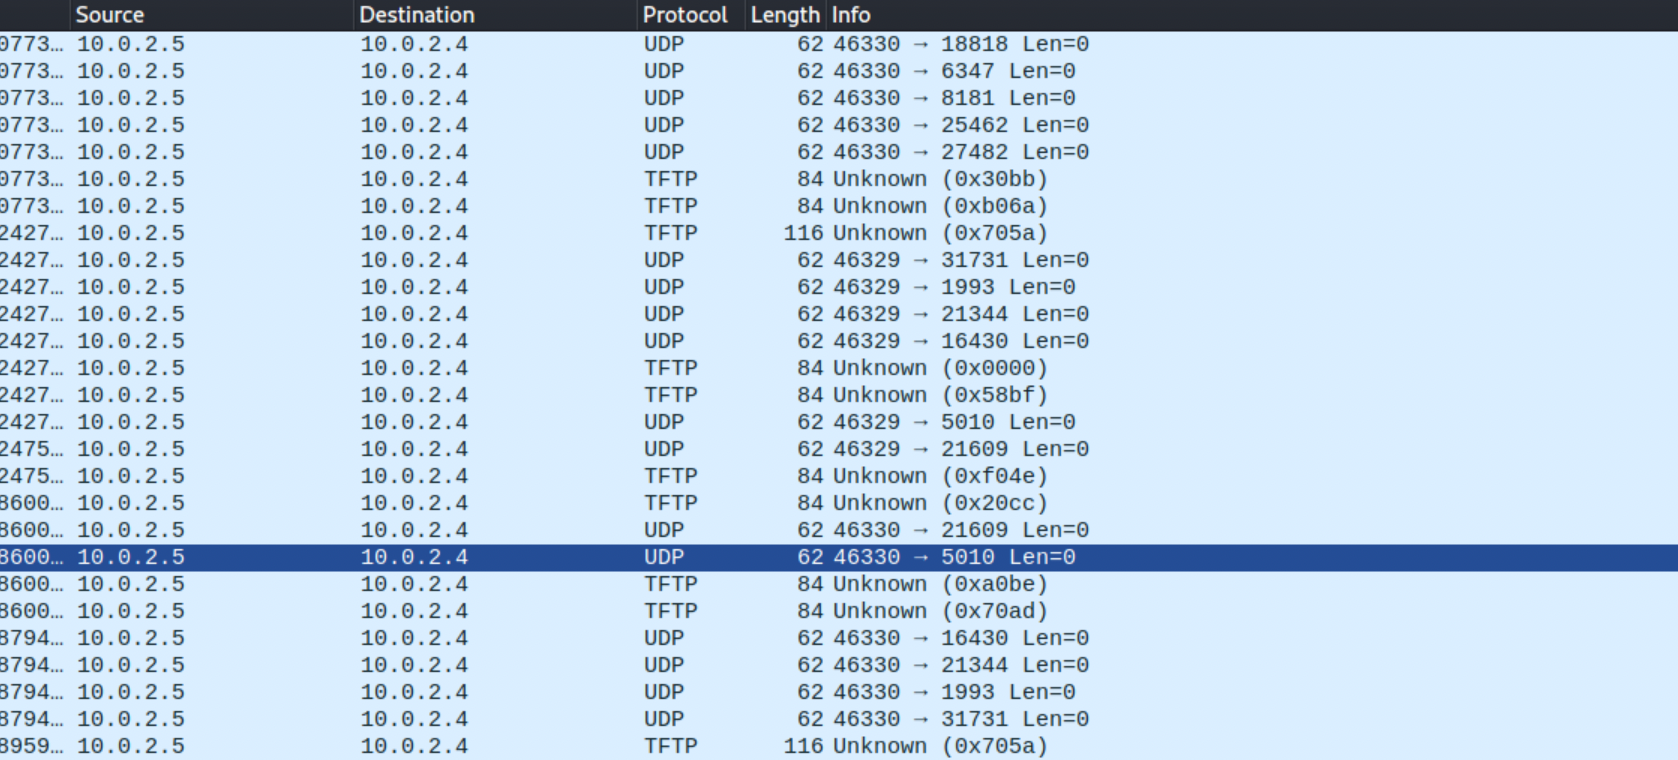 Source Destination Protocol Length Info
0773… 10.0.2.5 10.0.2.4 UDP 62 46330 → 18818 Len=0
0773… 10.0.2.5 10.0.2.4 UDP 62 46330 → 6347 Len=0
0773… 10.0.2.5 10.0.2.4 UDP 62 46330 → 8181 Len=0
0773… 10.0.2.5 10.0.2.4 UDP 62 46330 → 25462 Len=0
0773… 10.0.2.5 10.0.2.4 UDP 62 46330 → 27482 Len=0
0773… 10.0.2.5 10.0.2.4 TFTP 84 Unknown (0x30bb)
0773… 10.0.2.5 10.0.2.4 TFTP 84 Unknown (0xb06a)
2427… 10.0.2.5 10.0.2.4 TFTP 116 Unknown (0x705a)
2427… 10.0.2.5 10.0.2.4 UDP 62 46329 → 31731 Len=0
2427… 10.0.2.5 10.0.2.4 UDP 62 46329 → 1993 Len=0
2427… 10.0.2.5 10.0.2.4 UDP 62 46329 → 21344 Len=0
2427… 10.0.2.5 10.0.2.4 UDP 62 46329 → 16430 Len=0
2427… 10.0.2.5 10.0.2.4 TFTP 84 Unknown (0x0000)
2427… 10.0.2.5 10.0.2.4 TFTP 84 Unknown (0x58bf)
2427… 10.0.2.5 10.0.2.4 UDP 62 46329 → 5010 Len=0
2475… 10.0.2.5 10.0.2.4 UDP 62 46329 → 21609 Len=0
2475… 10.0.2.5 10.0.2.4 TFTP 84 Unknown (0xf04e)
8600… 10.0.2.5 10.0.2.4 TFTP 84 Unknown (0x20cc)
8600… 10.0.2.5 10.0.2.4 UDP 62 46330 → 21609 Len=0
8600… 10.0.2.5 10.0.2.4 UDP 62 46330 → 5010 Len=0
8600… 10.0.2.5 10.0.2.4 TFTP 84 Unknown (0xa0be)
8600… 10.0.2.5 10.0.2.4 TFTP 84 Unknown (0x70ad)
8794… 10.0.2.5 10.0.2.4 UDP 62 46330 → 16430 Len=0
8794… 10.0.2.5 10.0.2.4 UDP 62 46330 → 21344 Len=0
8794… 10.0.2.5 10.0.2.4 UDP 62 46330 → 1993 Len=0
8794… 10.0.2.5 10.0.2.4 UDP 62 46330 → 31731 Len=0
8959… 10.0.2.5 10.0.2.4 TFTP 116 Unknown (0x705a)